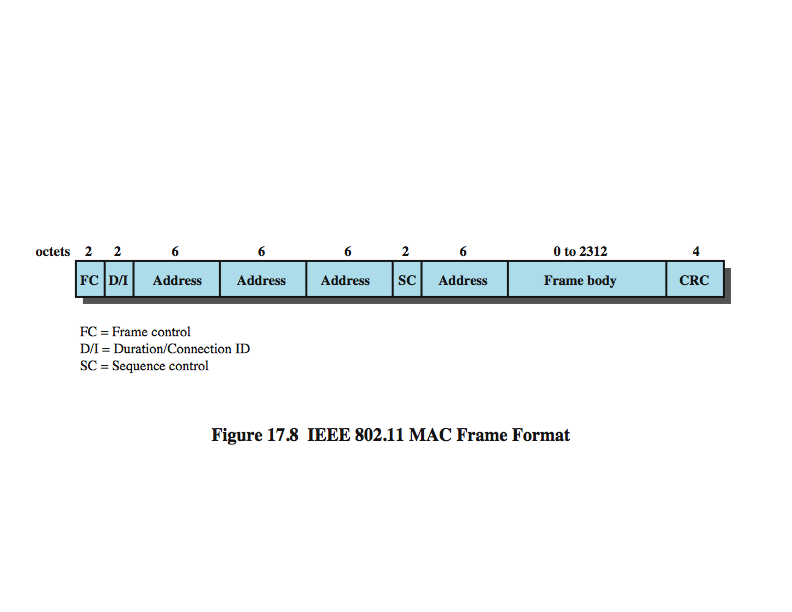 octets 2 2 6 6 6 2 6 0 to 2312 4
FC D/I Address Address Address SC Address Frame body CRC
FC = Frame control
D/I = Duration/Connection ID
SC = Sequence control
Figure 17.8 IEEE 802.11 MAC Frame Format